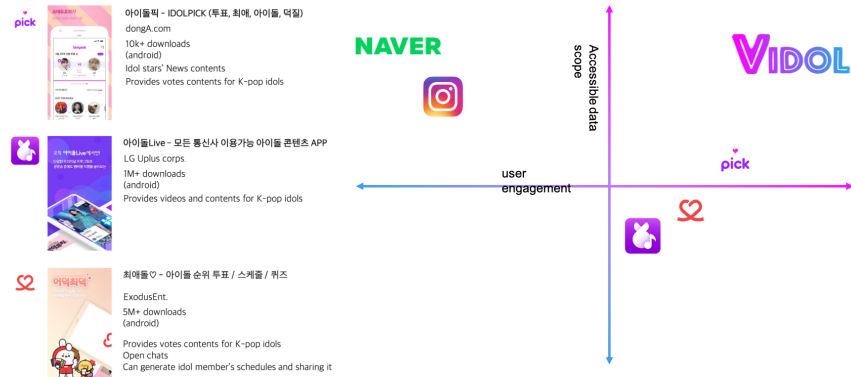 pick
아이돌픽 - IDOLPICK (투표, 최애, 아이돌, 덕질)
dongA.com
10k+ downloads
(android)
Idol stars' News contents
Provides votes contents for K-pop idols
아이돌Live - 모든 통신사 이용가능 아이돌 콘텐츠 APP
LG Uplus corps.
1M+ downloads
(android)
Provides videos and contents for K-pop idols
어덕최덕
최애돌♡ - 아이돌 순위 투표 / 스케줄 / 퀴즈
ExodusEnt.
5M+ downloads
(android)
Provides votes contents for K-pop idols
Open chats
Can generate idol member's schedules and sharing it
NAVER
Accessible data
scope
VIDOL
pick
user
engagement